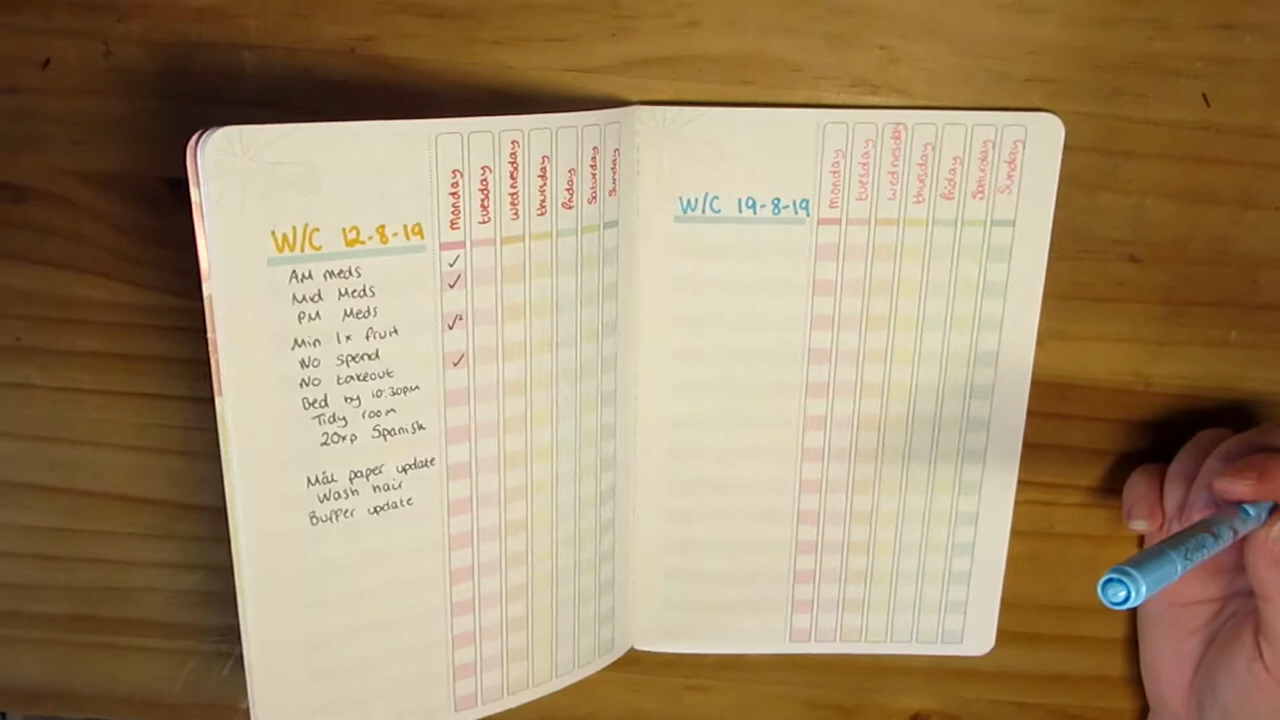 W/C 12-8-19
monday
tuesday
wednesday
thursday
friday
saturday
sunday
AM meds ✓
Mid Meds ✓
PM Meds
Min 1x fruit ✓²
No spend
No takeout ✓
Bed by 10:30pm
Tidy room
20xp Spanish
paper update
Wash hair
Buffer update
W/C 19-8-19
monday
tuesday
wednesday
thursday
friday
Saturday
Sunday